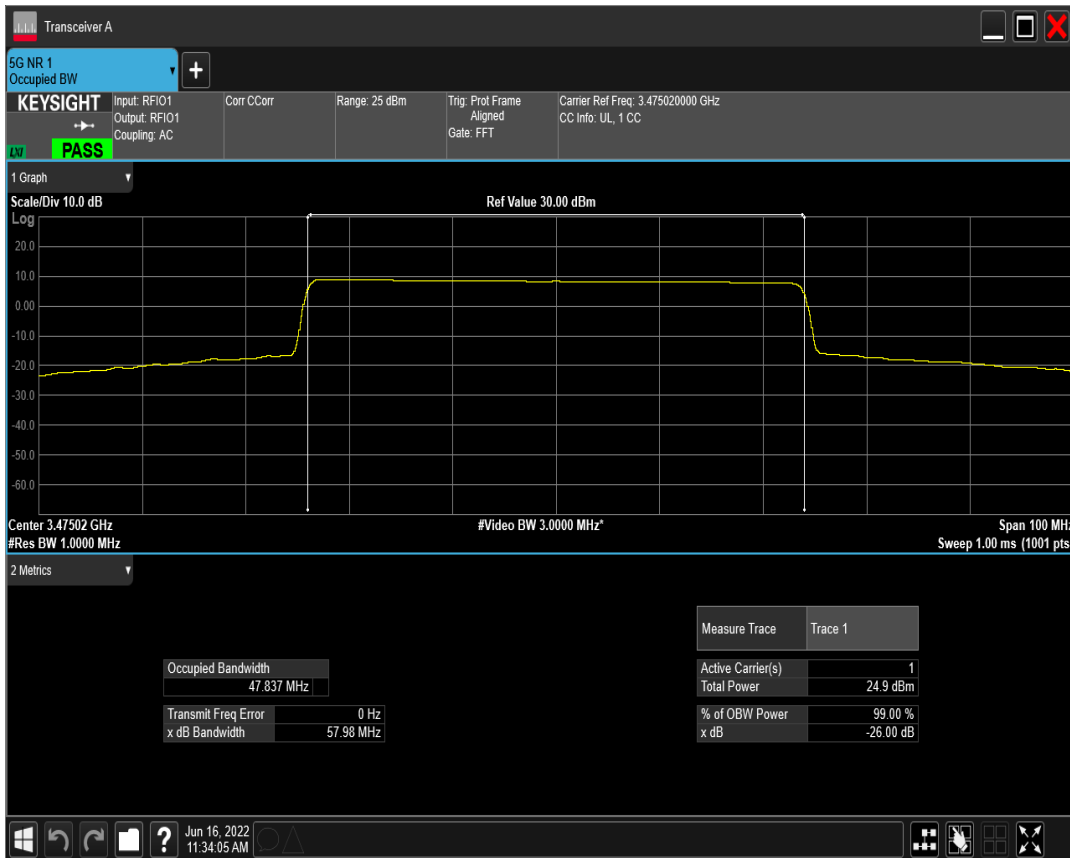 Transceiver A
5G NR 1
Occupied BW
+
KEYSIGHT
LXI
PASS
Input: RFIO1
Output: RFIO1
Coupling: AC
Corr CCorr
Range: 25 dBm
Trig: Prot Frame
Aligned
Gate: FFT
Carrier Ref Freq: 3.475020000 GHz
CC Info: UL, 1 CC
1 Graph
Scale/Div 10.0 dB
Ref Value 30.00 dBm
Log
20.0
10.0
0.00
-10.0
-20.0
-30.0
-40.0
-50.0
-60.0
Center 3.47502 GHz
#Video BW 3.0000 MHz*
Span 100 MHz
#Res BW 1.0000 MHz
Sweep 1.00 ms (1001 pts
2 Metrics
Measure Trace Trace 1
Occupied Bandwidth
47.837 MHz
Active Carrier(s) 1
Total Power 24.9 dBm
Transmit Freq Error 0 Hz
x dB Bandwidth 57.98 MHz
% of OBW Power 99.00 %
x dB -26.00 dB
?
Jun 16, 2022
11:34:05 AM